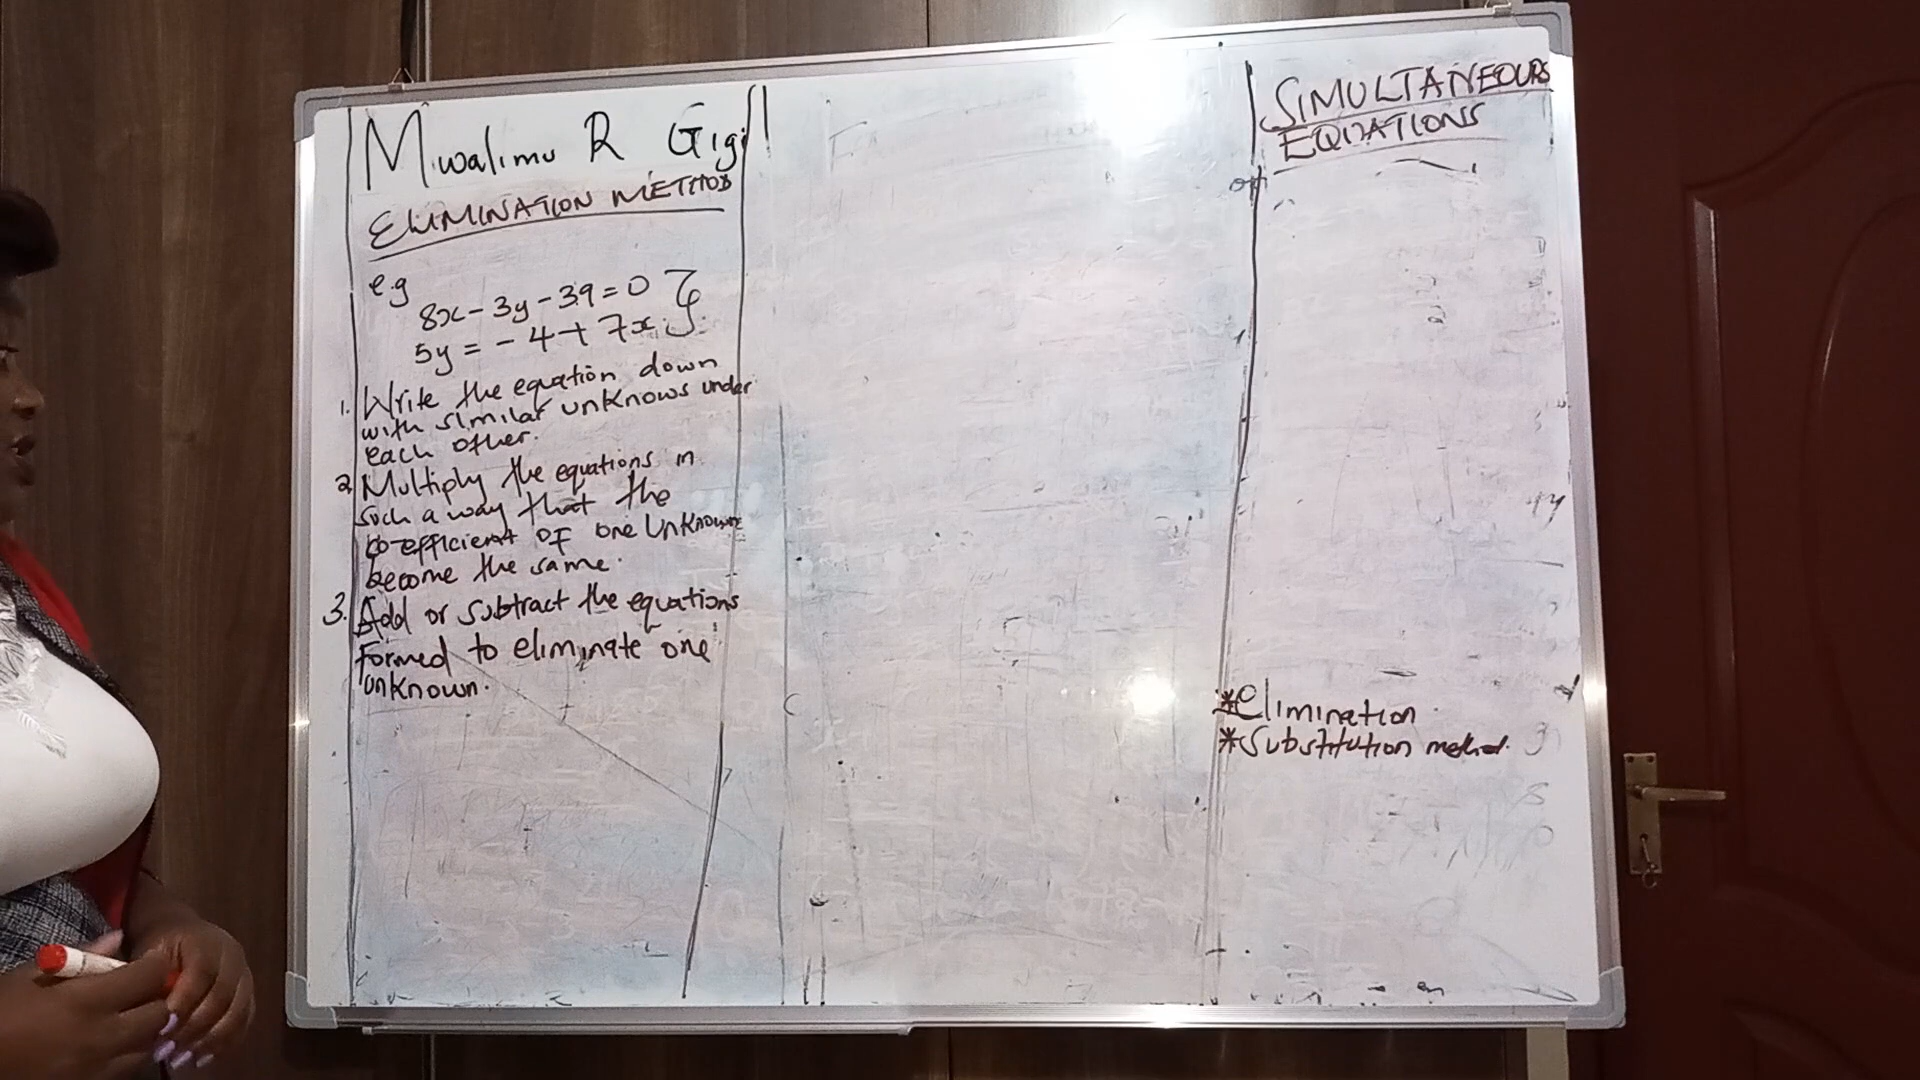 Mwalimu R Gigi
ELIMINATION METHOD
e.g
8x - 3y - 39 = 0
5y = - 4 + 7x
1. Write the equation down
with similar unknows under
each other.
2. Multiply the equations in
such a way that the
co-efficient of one unknown
become the same.
3. Add or subtract the equations
formed to eliminate one
unknown.
SIMULTANEOURS
EQUATIONS
*Elimination
*Substitution method.